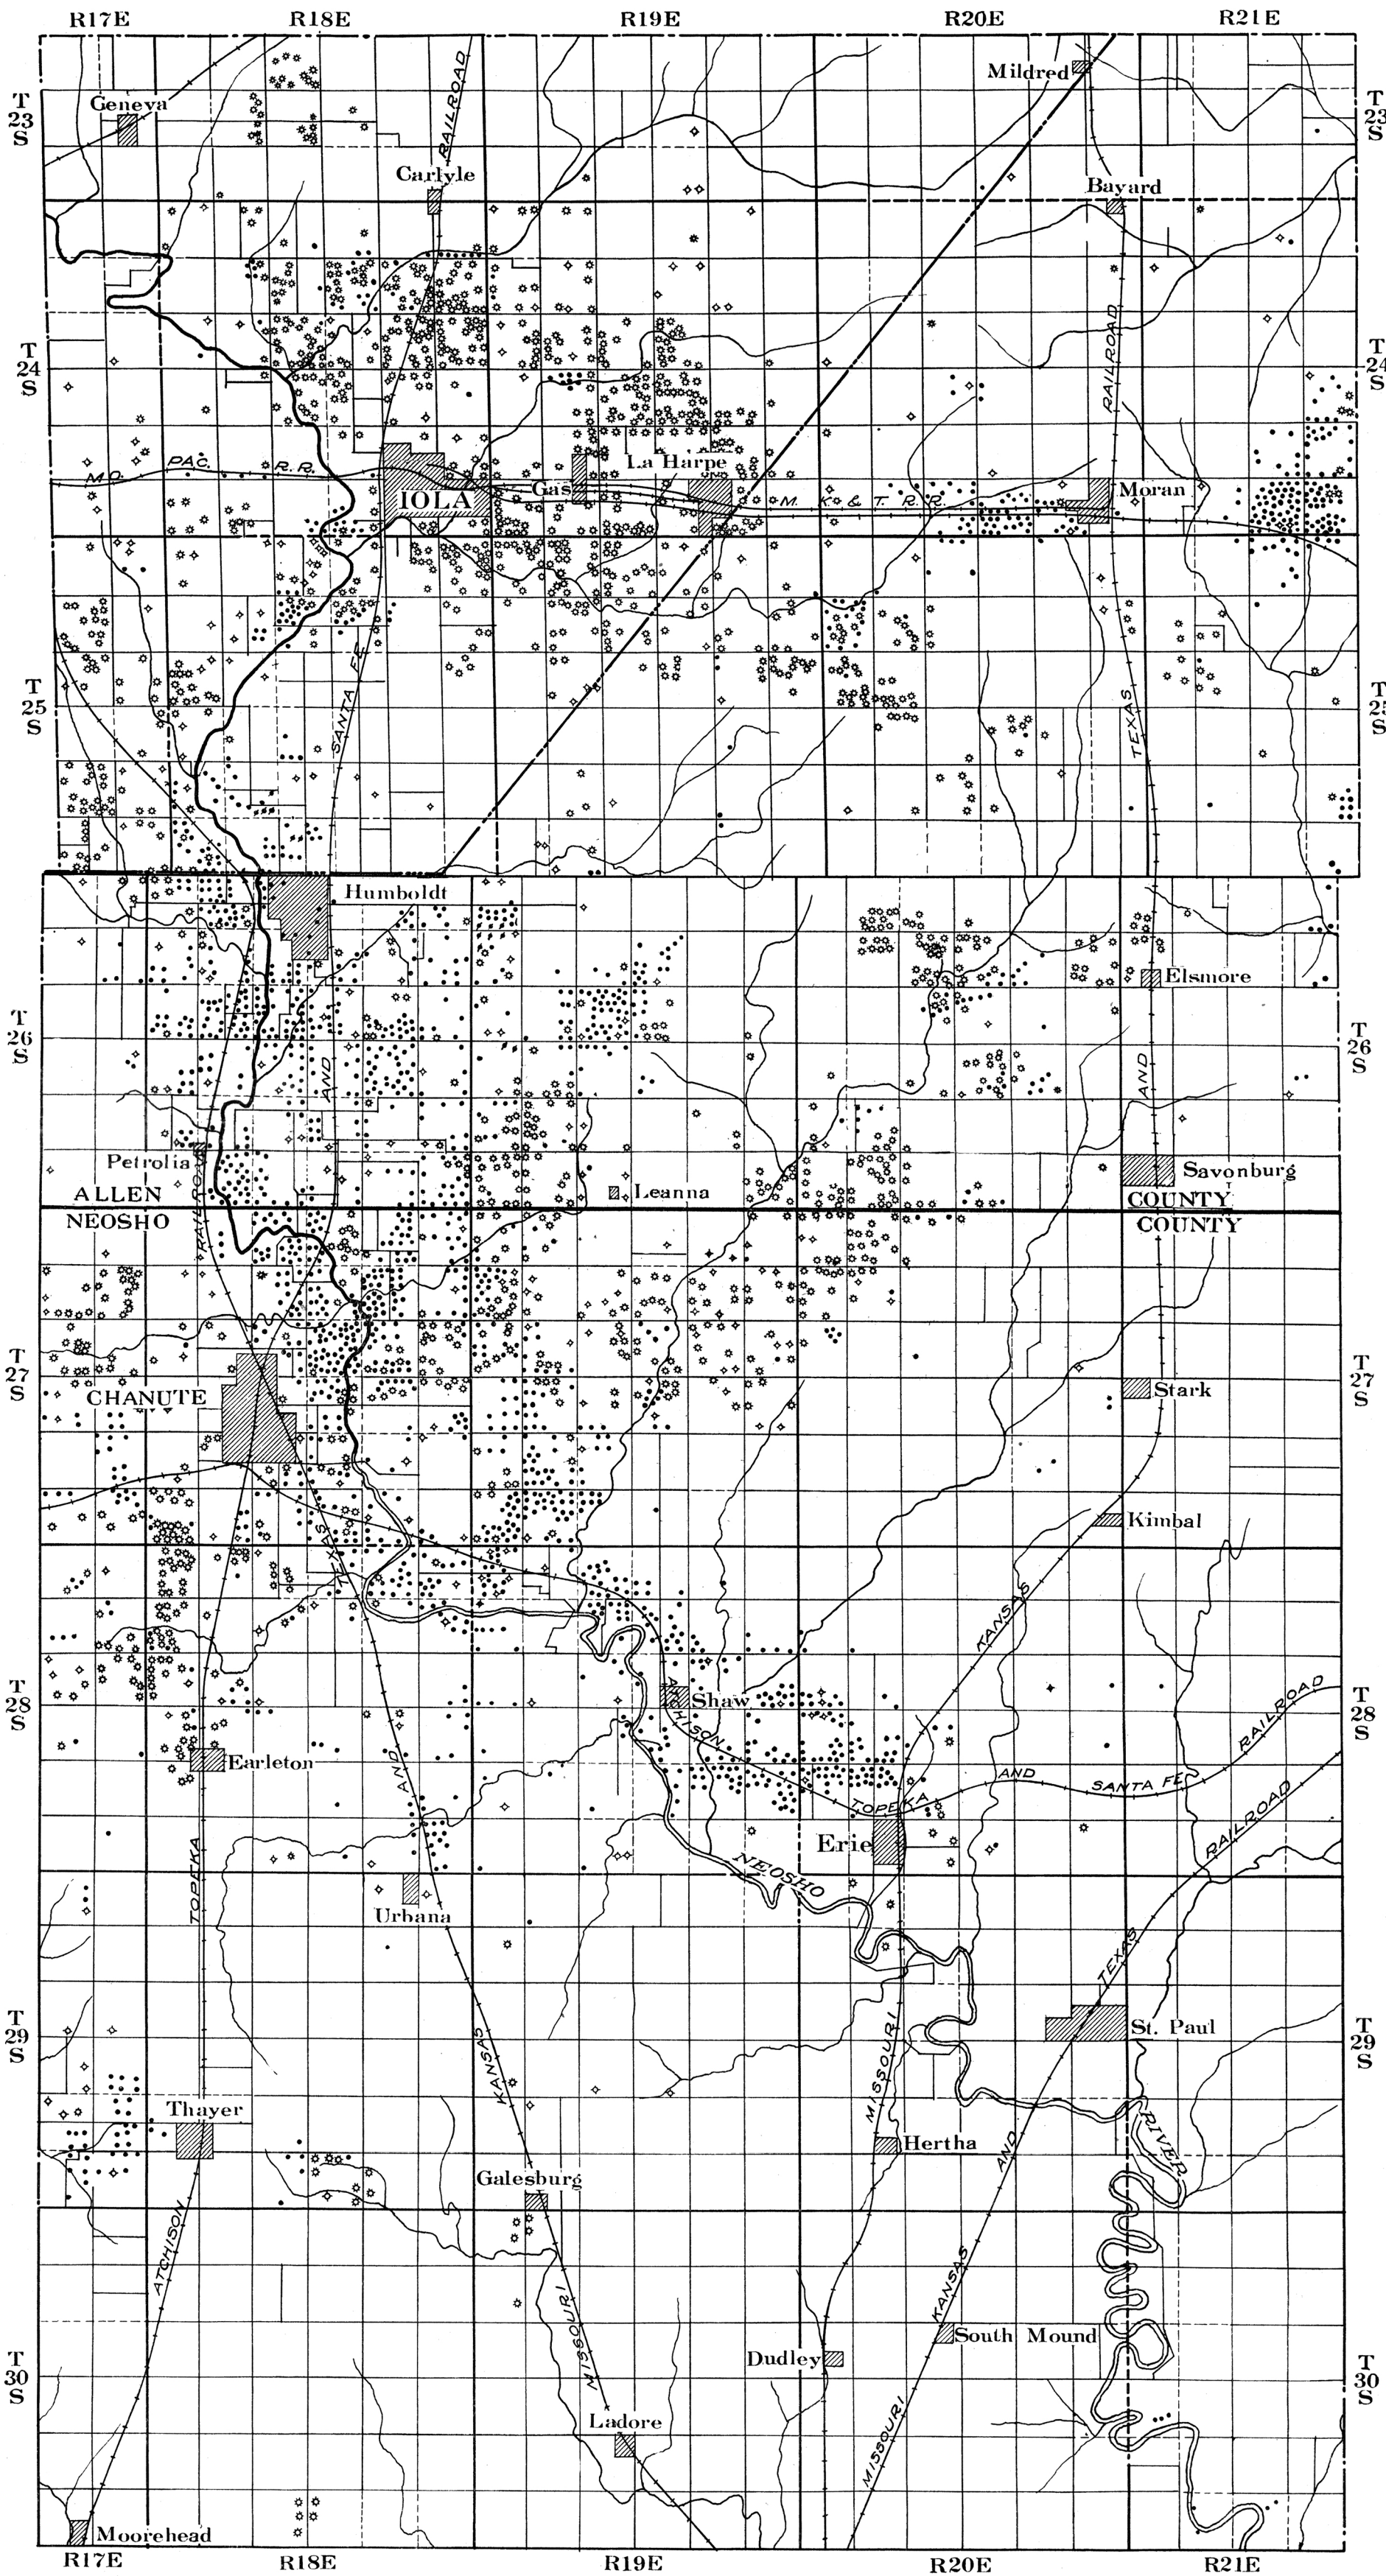 R17E R18E R19E R20E R21E
T
23
S
T
23
S
Geneva
Mildred
RAILROAD
Carlyle
Bayard
T
24
S
T
24
S
RAILROAD
MO. PAC. R.R.
IOLA
Gas
La Harpe
M. K. & T. R.R.
Moran
T
25
S
T
25
S
SANTA FE
TEXAS
Humboldt
Elsmore
T
26
S
T
26
S
AND
AND
Petrolia
Leanna
Savonburg
ALLEN
COUNTY
NEOSHO
COUNTY
RAILROAD
T
27
S
T
27
S
CHANUTE
Stark
Kimbal
TEXAS
KANSAS
T
28
S
T
28
S
Shaw
ATCHISON
RAILROAD
Earleton
AND
AND
SANTA FE
TOPEKA
RAILROAD
Erie
NEOSHO
TOPEKA
Urbana
TEXAS
T
29
S
T
29
S
St. Paul
KANSAS
MISSOURI
Thayer
Hertha
AND
RIVER
Galesburg
ATCHISON
KANSAS
MISSOURI
South Mound
Dudley
T
30
S
T
30
S
Ladore
MISSOURI
Moorehead
R17E R18E R19E R20E R21E